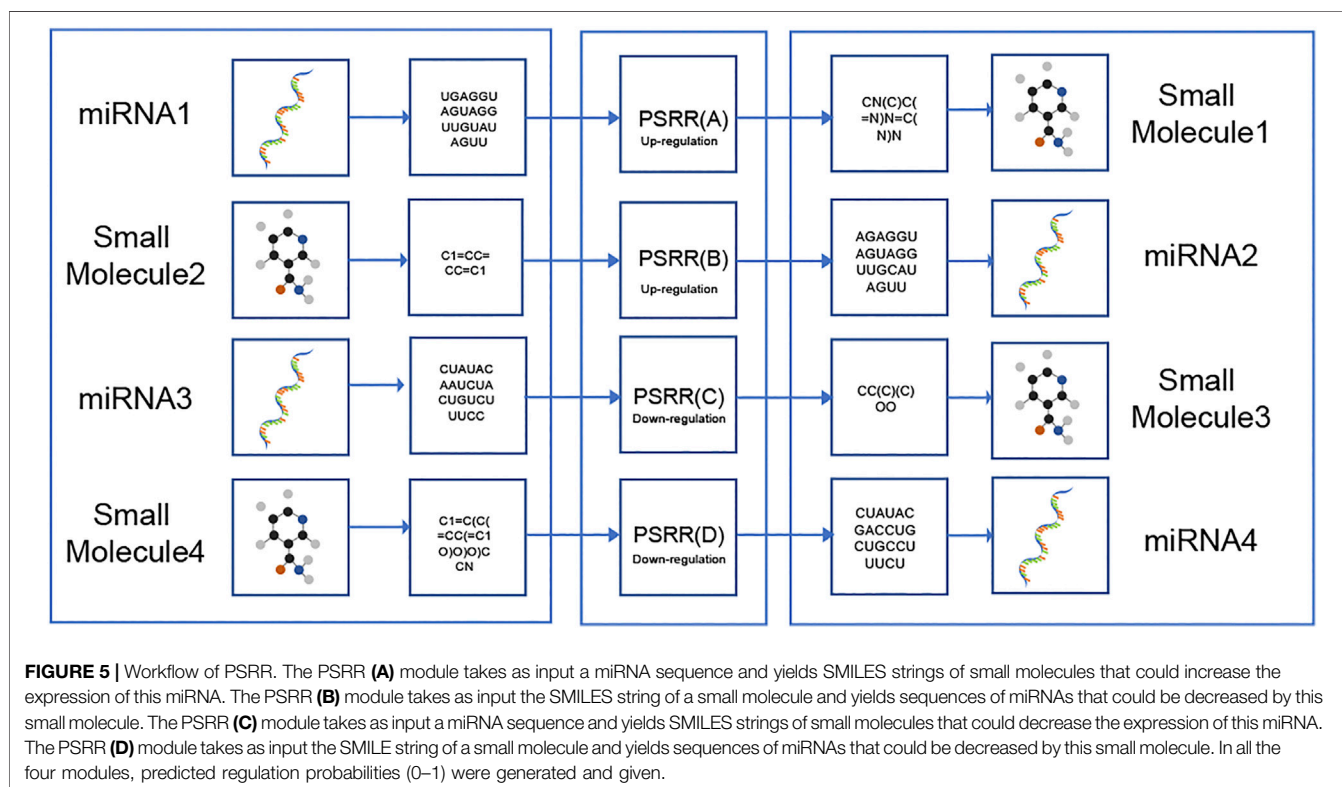 miRNA1
UGAGGU
AGUAGG
UUGUAU
AGUU
PSRR(A)
Up-regulation
CN(C)C(
=N)N=C(
N)N
Small
Molecule1
Small
Molecule2
C1=CC=
CC=C1
PSRR(B)
Up-regulation
AGAGGU
AGUAGG
UUGCAU
AGUU
miRNA2
miRNA3
CUAUAC
AAUCUA
CUGUCU
UUCC
PSRR(C)
Down-regulation
CC(C)(C)
OO
Small
Molecule3
Small
Molecule4
C1=C(C(
=CC(=C1
O)O)O)C
CN
PSRR(D)
Down-regulation
CUAUAC
GACCUG
CUGCCU
UUCU
miRNA4
FIGURE 5 | Workflow of PSRR. The PSRR (A) module takes as input a miRNA sequence and yields SMILES strings of small molecules that could increase the
expression of this miRNA. The PSRR (B) module takes as input the SMILES string of a small molecule and yields sequences of miRNAs that could be decreased by this
small molecule. The PSRR (C) module takes as input a miRNA sequence and yields SMILES strings of small molecules that could decrease the expression of this miRNA.
The PSRR (D) module takes as input the SMILE string of a small molecule and yields sequences of miRNAs that could be decreased by this small molecule. In all the
four modules, predicted regulation probabilities (0–1) were generated and given.